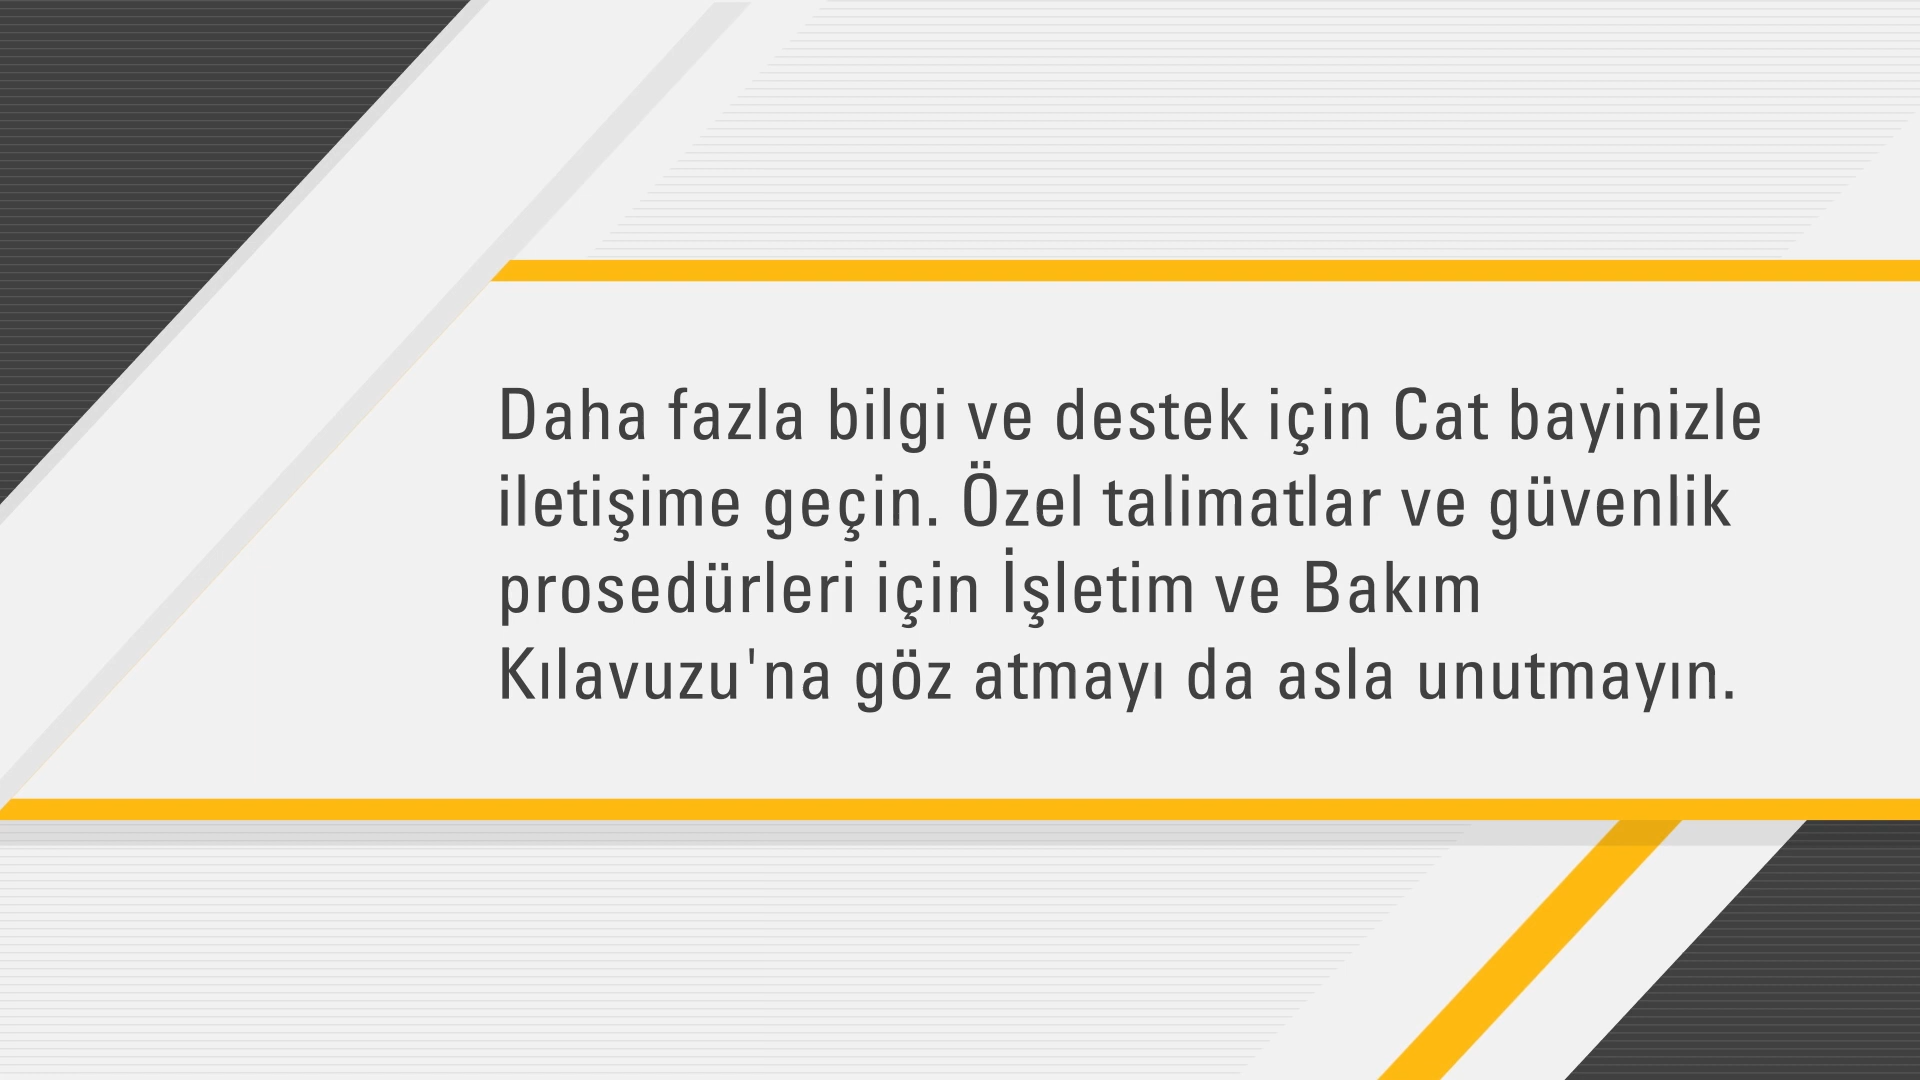 Daha fazla bilgi ve destek için Cat bayinizle
iletişime geçin. Özel talimatlar ve güvenlik
prosedürleri için İşletim ve Bakım
Kılavuzu'na göz atmayı da asla unutmayın.